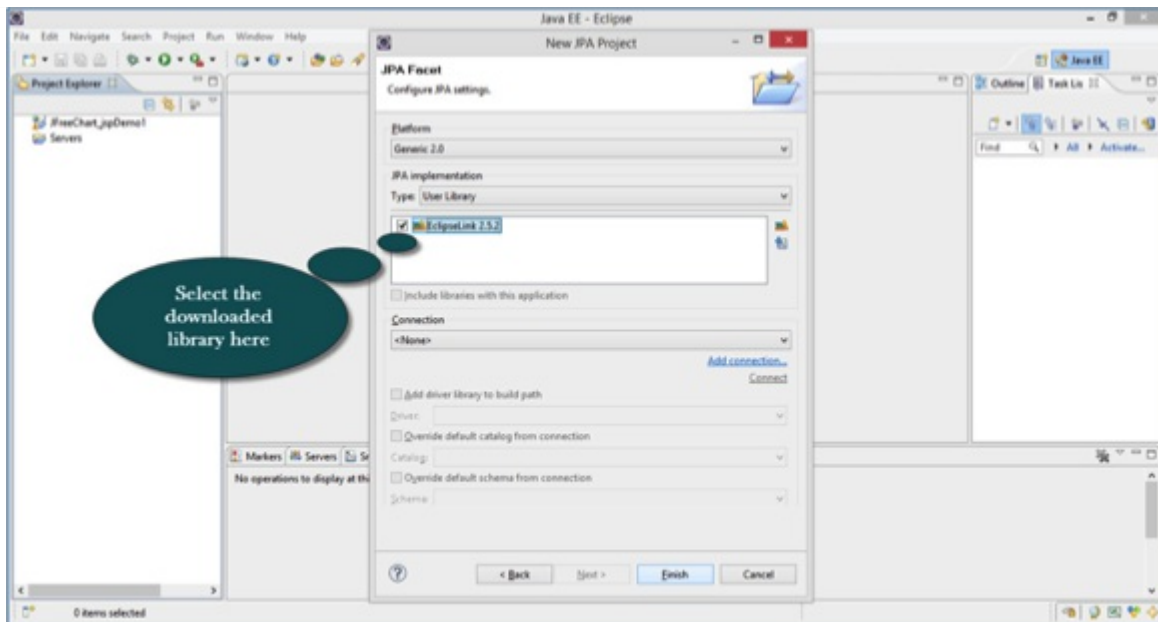 Java EE - Eclipse
File Edit Navigate Search Project Run Window Help
New JPA Project
Java EE
Project Explorer
JFreeChart_jspDemo1
Servers
JPA Facet
Configure JPA settings.
Platform
Generic 2.0
JPA implementation
Type: User Library
EclipseLink 2.5.2
Include libraries with this application
Connection
<None>
Add connection...
Connect
Add driver library to build path
Driver:
Override default catalog from connection
Catalog:
Override default schema from connection
Schema:
< Back Next > Finish Cancel
Select the
downloaded
library here
Outline Task Lis
Find All Activate...
Markers Servers
No operations to display at thi
0 items selected